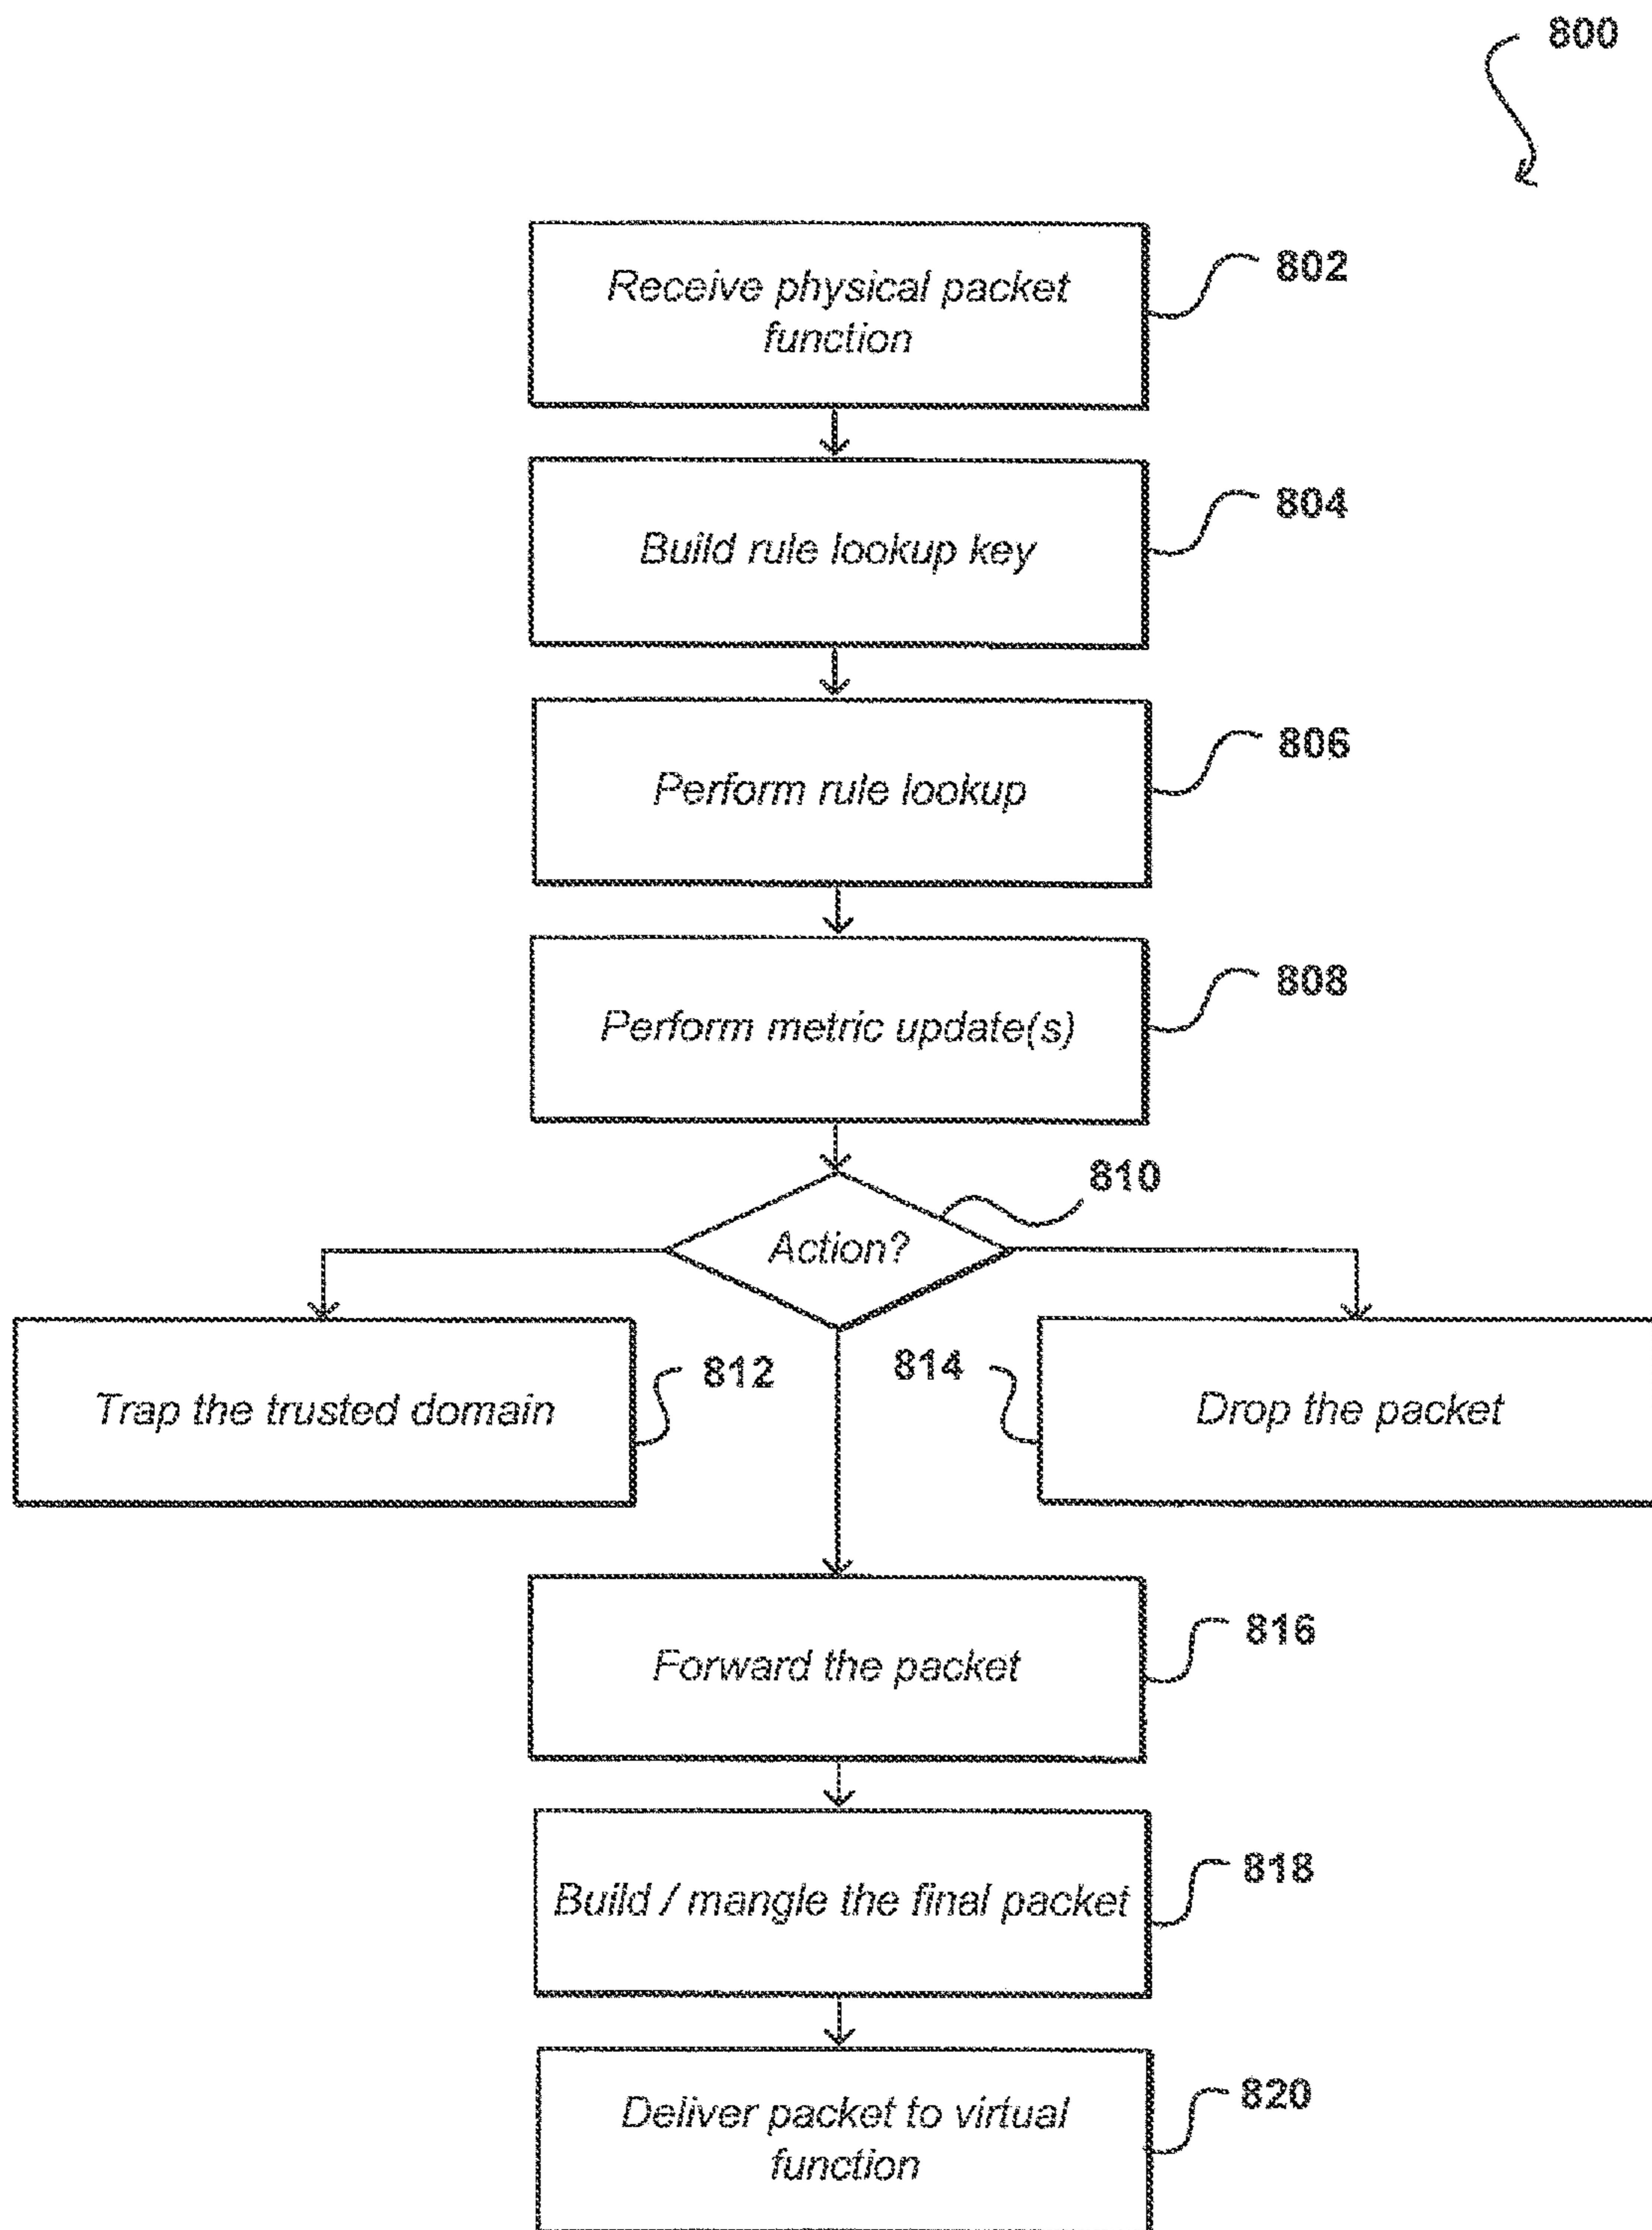 800
Receive physical packet
function
802
Build rule lookup key
804
Perform rule lookup
806
Perform metric update(s)
808
810
Action?
Trap the trusted domain
812
814
Drop the packet
Forward the packet
816
Build / mangle the final packet
818
Deliver packet to virtual
function
820